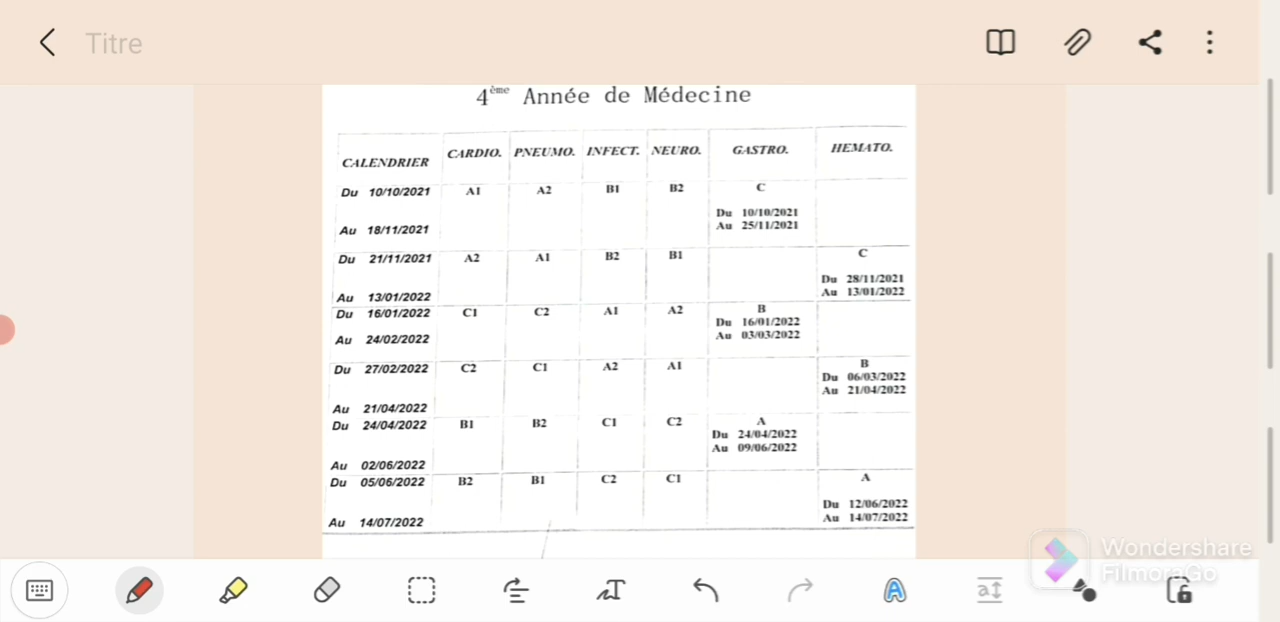 Titre
4ème Année de Médecine
CALENDRIER CARDIO. PNEUMO. INFECT. NEURO. GASTRO. HEMATO.
Du 10/10/2021 A1 A2 B1 B2 C
Du 10/10/2021
Au 25/11/2021
Au 18/11/2021
Du 21/11/2021 A2 A1 B2 B1 C
Du 28/11/2021
Au 13/01/2022
Au 13/01/2022
Du 16/01/2022 C1 C2 A1 A2 B
Du 16/01/2022
Au 03/03/2022
Au 24/02/2022
Du 27/02/2022 C2 C1 A2 A1 B
Du 06/03/2022
Au 21/04/2022
Au 21/04/2022
Du 24/04/2022 B1 B2 C1 C2 A
Du 24/04/2022
Au 09/06/2022
Au 02/06/2022
Du 05/06/2022 B2 B1 C2 C1 A
Du 12/06/2022
Au 14/07/2022
Au 14/07/2022
Wondershare
FilmoraGo